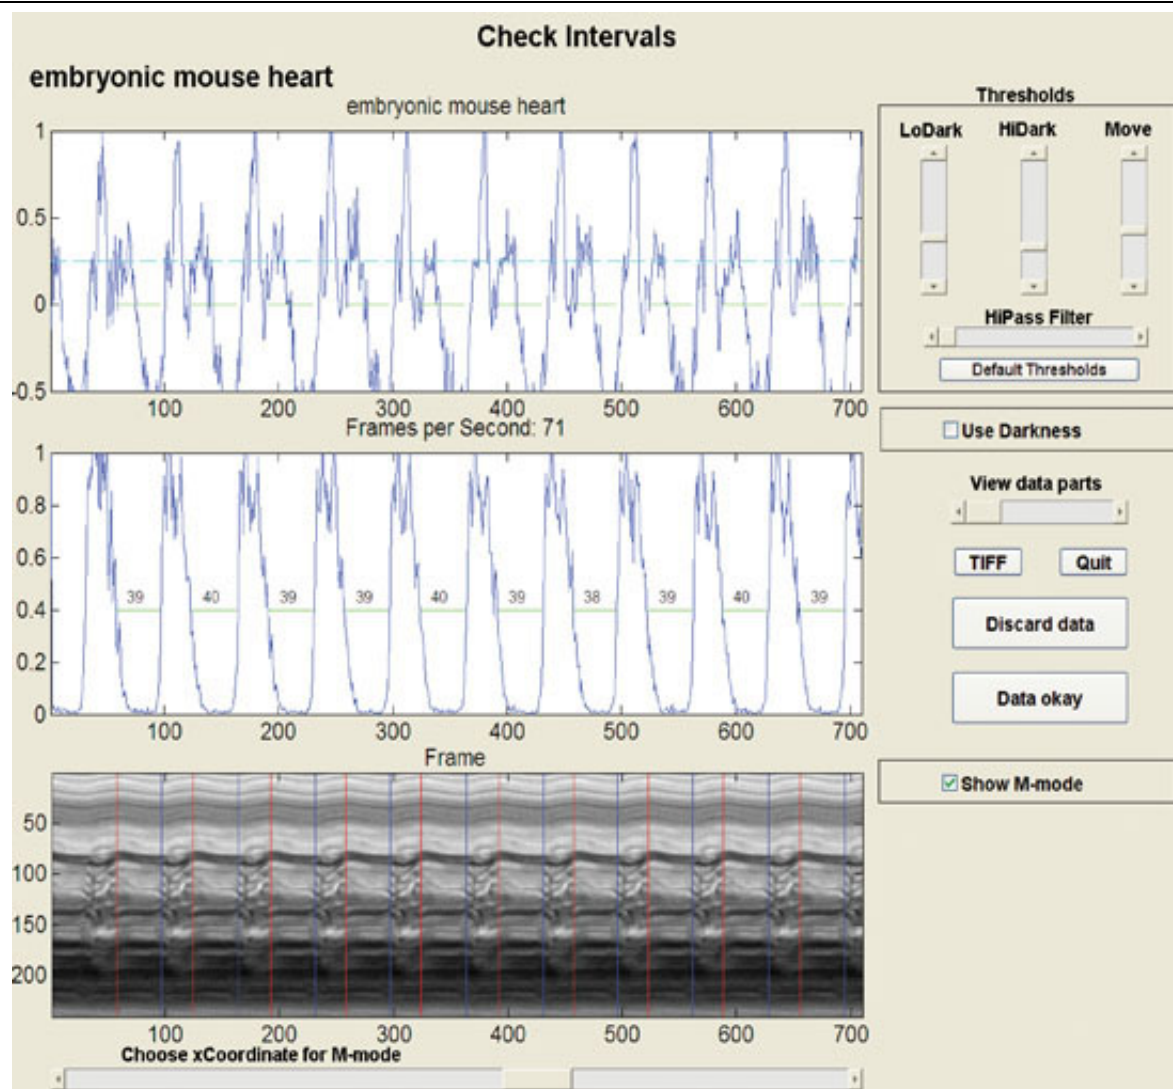 Check Intervals
embryonic mouse heart
embryonic mouse heart
1
0.5
0
-0.5
100 200 300 400 500 600 700
Frames per Second: 71
1
0.8
0.6
0.4
0.2
0
39 40 39 39 40 39 38 39 40 39
100 200 300 400 500 600 700
Frame
50
100
150
200
100 200 300 400 500 600 700
Choose xCoordinate for M-mode
Thresholds
LoDark HiDark Move
HiPass Filter
Default Thresholds
Use Darkness
View data parts
TIFF Quit
Discard data
Data okay
Show M-mode